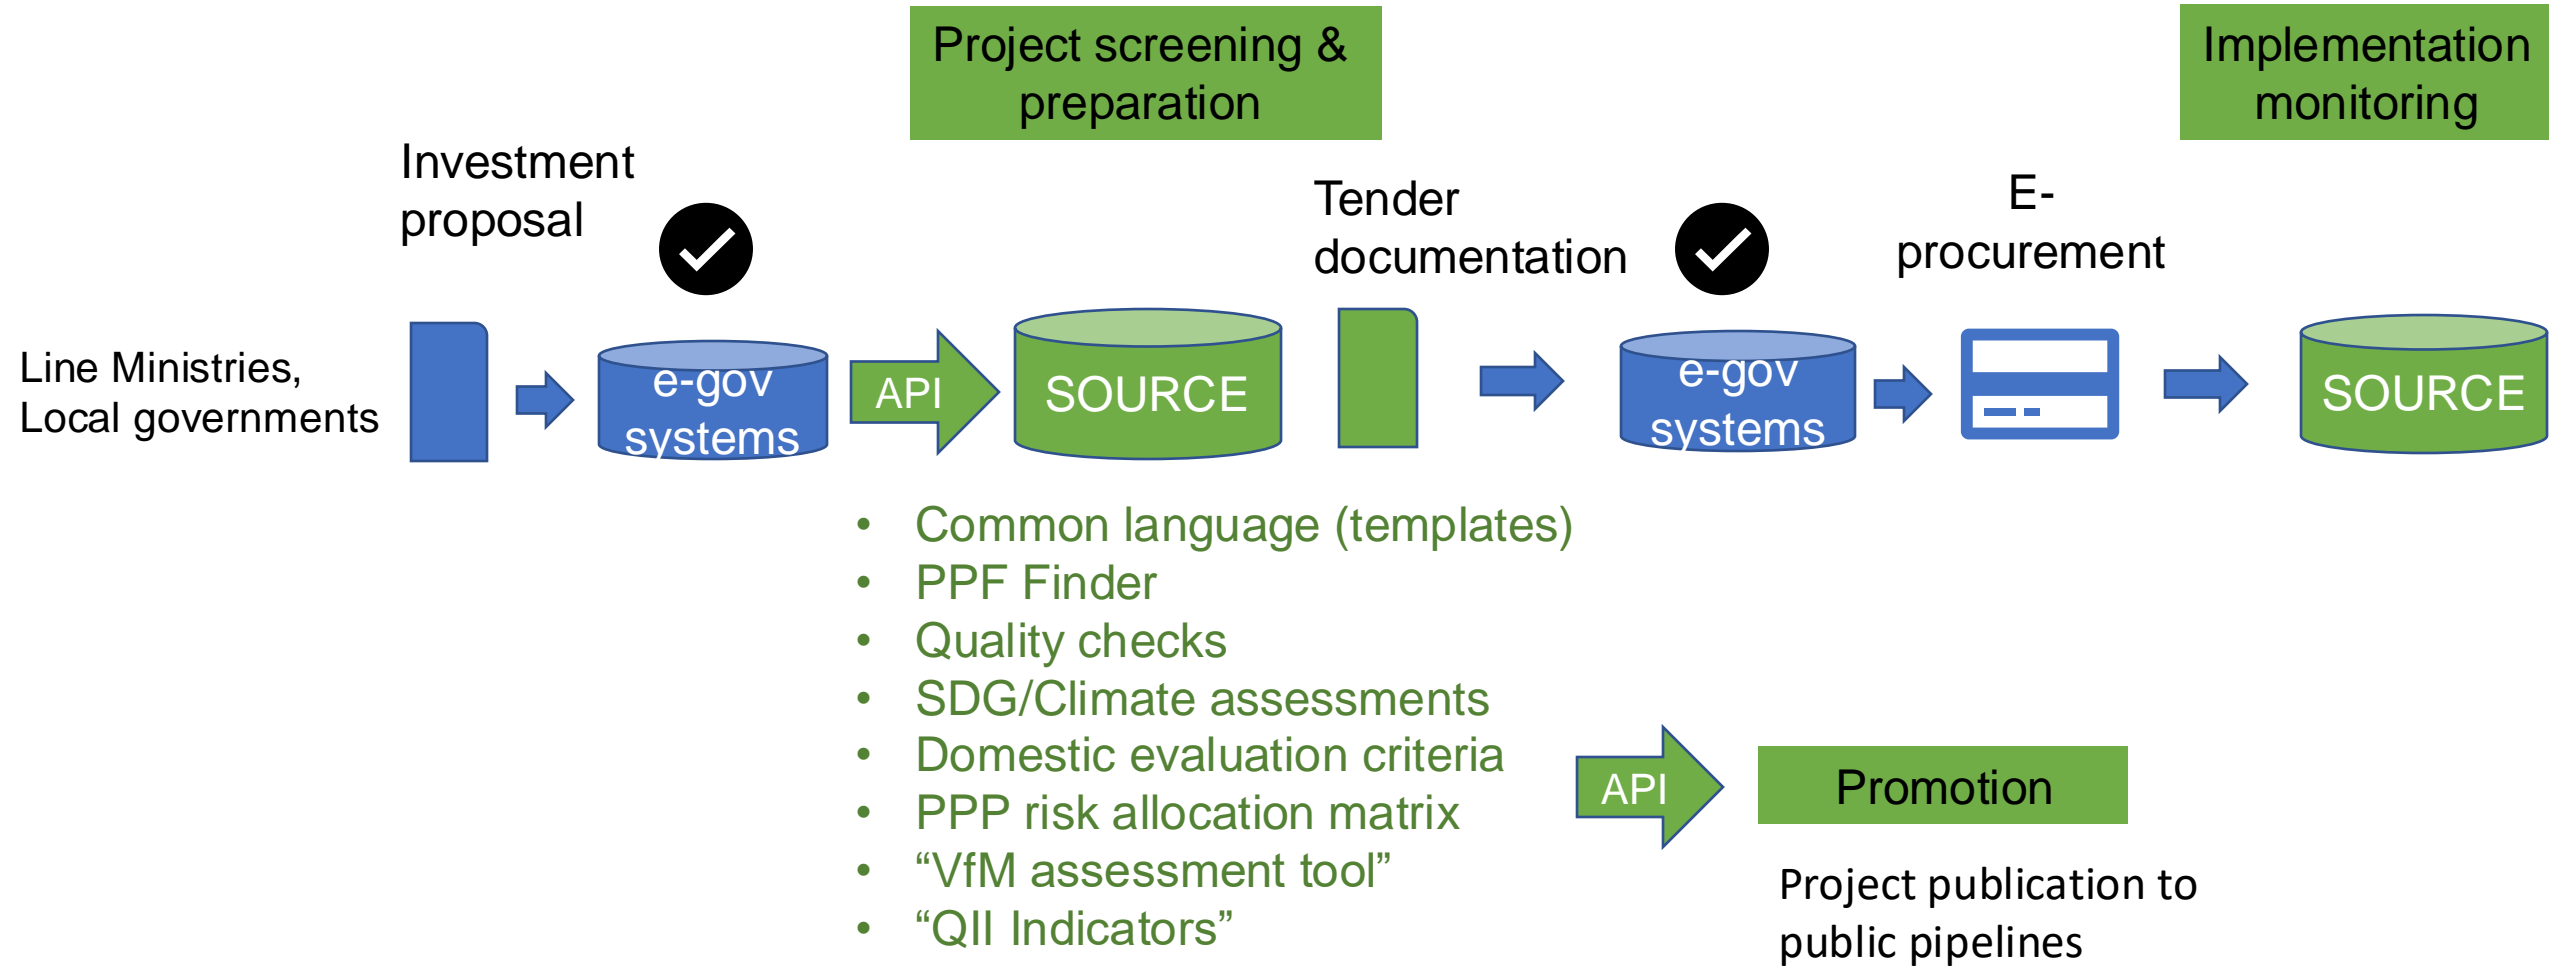 Project screening &
preparation
Implementation
monitoring
Investment
proposal
Tender
documentation
E-
procurement
Line Ministries,
Local governments
e-gov
systems
API
SOURCE
e-gov
systems
SOURCE
• Common language (templates)
• PPF Finder
• Quality checks
• SDG/Climate assessments
• Domestic evaluation criteria
• PPP risk allocation matrix
• “VfM assessment tool”
• “QII Indicators”
API
Promotion
Project publication to
public pipelines